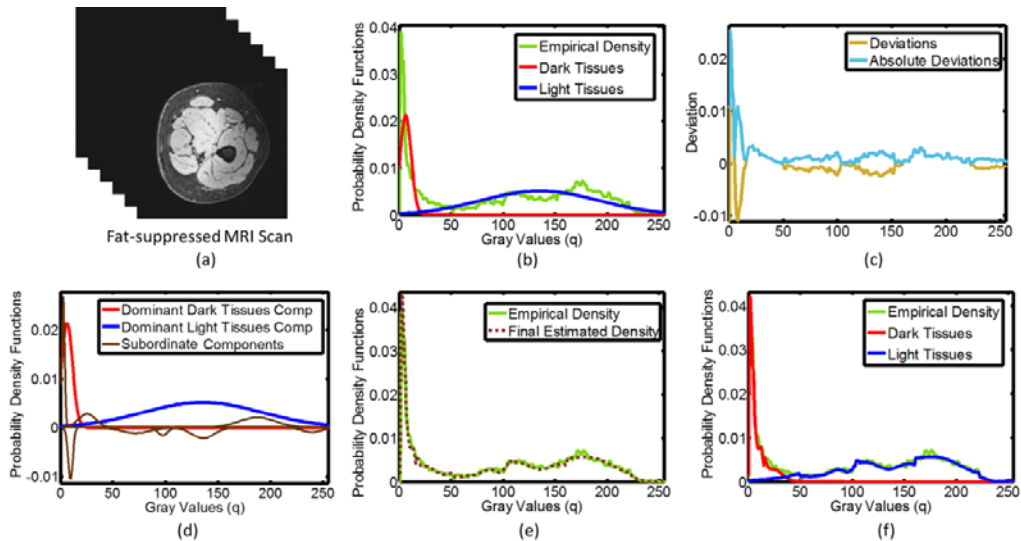 Fat-suppressed MRI Scan
(a)
Probability Density Functions
0.04
0.03
0.02
0.01
0
0 50 100 150 200 250
Gray Values (q)
Empirical Density
Dark Tissues
Light Tissues
(b)
Deviation
0.02
0.01
0
-0.01
0 50 100 150 200 250
Deviations
Absolute Deviations
(c)
Probability Density Functions
0.02
0.01
0
-0.01
0 50 100 150 200 250
Gray Values (q)
Dominant Dark Tissues Comp
Dominant Light Tissues Comp
Subordinate Components
(d)
Probability Density Functions
0.04
0.03
0.02
0.01
0
0 50 100 150 200 250
Gray Values (q)
Empirical Density
Final Estimated Density
(e)
Probability Density Functions
0.04
0.03
0.02
0.01
0
0 50 100 150 200 250
Gray Values (q)
Empirical Density
Dark Tissues
Light Tissues
(f)